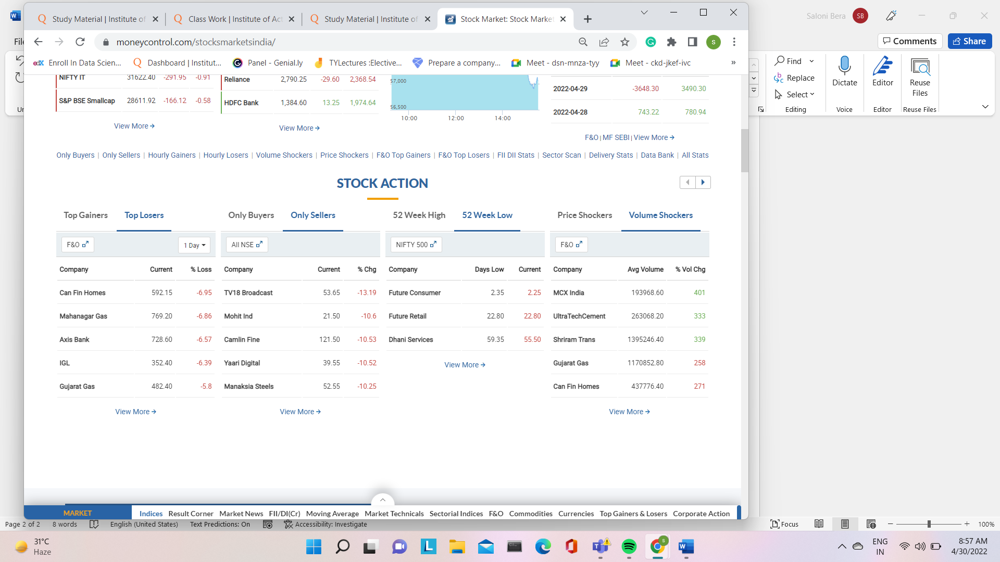 Study Material | Institute of
Class Work | Institute of Act
Study Material | Institute of
Stock Market: Stock Market
Saloni Bera
SB
moneycontrol.com/stocksmarketsindia/
s
Comments
Share
Enroll In Data Scien...
Dashboard | Institut...
Panel - Genial.ly
TYLectures :Elective...
Prepare a company...
Meet - dsn-mnza-tyy
Meet - ckd-jkef-ivc
»
Find
Replace
Select
Editing
Dictate
Voice
Editor
Editor
Reuse Files
Reuse Files
NIFTY IT 31622.40 -291.95 -0.91
S&P BSE Smallcap 28611.92 -166.12 -0.58
View More
Reliance 2,790.25 -29.60 2,368.54
HDFC Bank 1,384.60 13.25 1,974.64
View More
57,000
56,500
10:00 12:00 14:00
2022-04-29 -3648.30 3490.30
2022-04-28 743.22 780.94
F&O | MF SEBI | View More
Only Buyers | Only Sellers | Hourly Gainers | Hourly Losers | Volume Shockers | Price Shockers | F&O Top Gainers | F&O Top Losers | FII DII Stats | Sector Scan | Delivery Stats | Data Bank | All Stats
STOCK ACTION
Top Gainers Top Losers
F&O 1 Day
Company Current % Loss
Can Fin Homes 592.15 -6.95
Mahanagar Gas 769.20 -6.86
Axis Bank 728.60 -6.57
IGL 352.40 -6.39
Gujarat Gas 482.40 -5.8
View More
Only Buyers Only Sellers
All NSE
Company Current % Chg
TV18 Broadcast 53.65 -13.19
Mohit Ind 21.50 -10.6
Camlin Fine 121.50 -10.53
Yaari Digital 39.55 -10.52
Manaksia Steels 52.55 -10.25
View More
52 Week High 52 Week Low
NIFTY 500
Company Days Low Current
Future Consumer 2.35 2.25
Future Retail 22.80 22.80
Dhani Services 59.35 55.50
View More
Price Shockers Volume Shockers
F&O
Company Avg Volume % Vol Chg
MCX India 193968.60 401
UltraTechCement 263068.20 333
Shriram Trans 1395246.40 339
Gujarat Gas 1170852.80 258
Can Fin Homes 437776.40 271
View More
MARKET
Indices Result Corner Market News FII/DI(Cr) Moving Average Market Technicals Sectorial Indices F&O Commodities Currencies Top Gainers & Losers Corporate Action
Page 2 of 2 8 words English (United States) Text Predictions: On Accessibility: Investigate
Focus
100%
31°C
Haze
ENG
IN
8:57 AM
4/30/2022